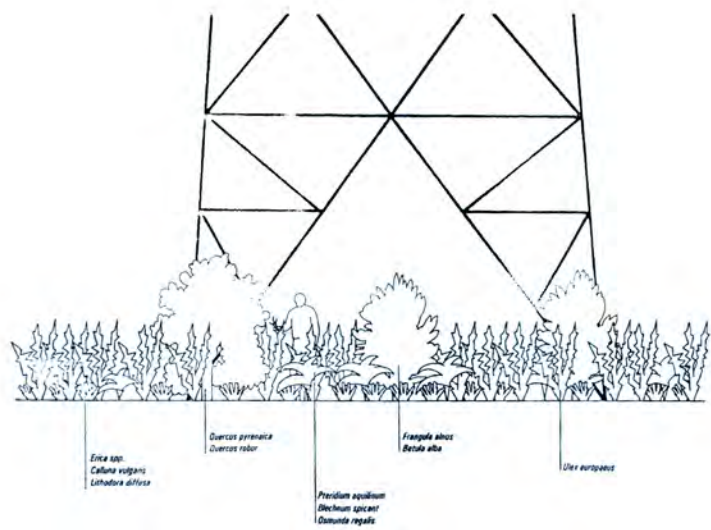 Erica spp.
Calluna vulgaris
Lithodora diffusa
Quercus pyrenaica
Quercus robur
Pteridium aquilinum
Blechnum spicant
Osmunda regalis
Frangula alnus
Betula alba
Ulex europaeus